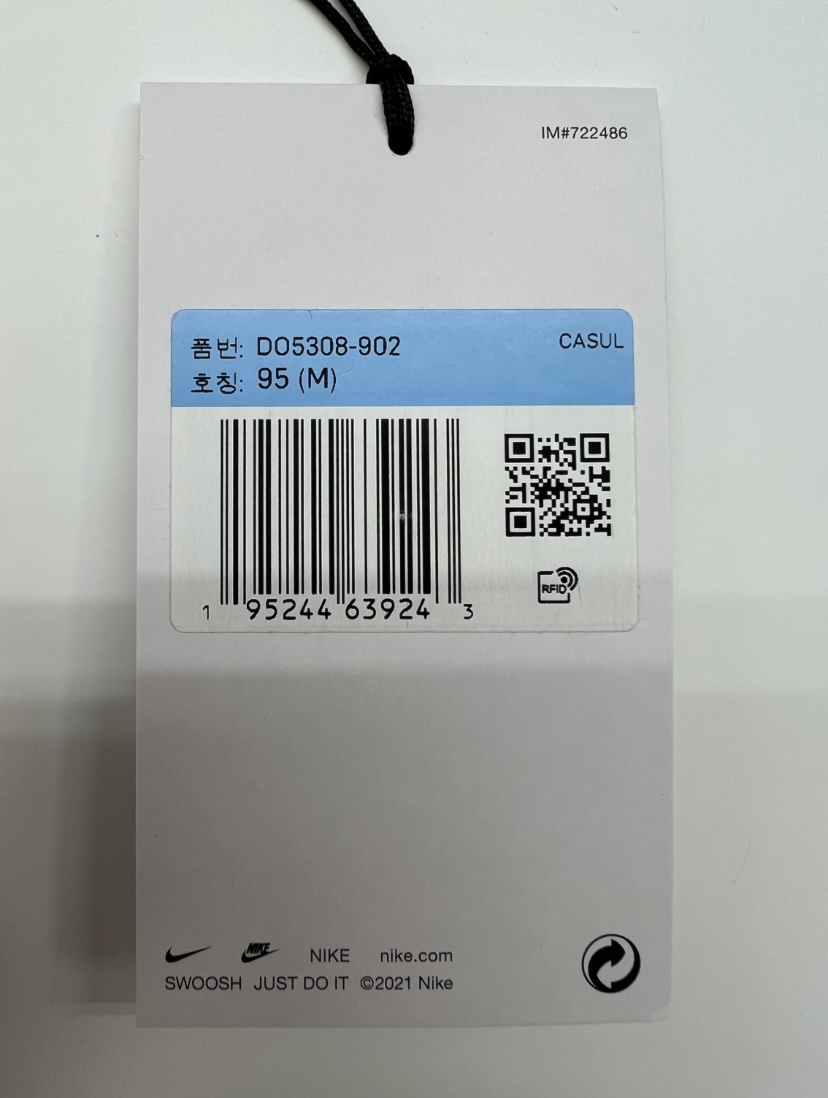 IM#722486
품번: DO5308-902 CASUL
호칭: 95 (M)
RFID
1 95244 63924 3
NIKE NIKE nike.com
SWOOSH JUST DO IT ©2021 Nike